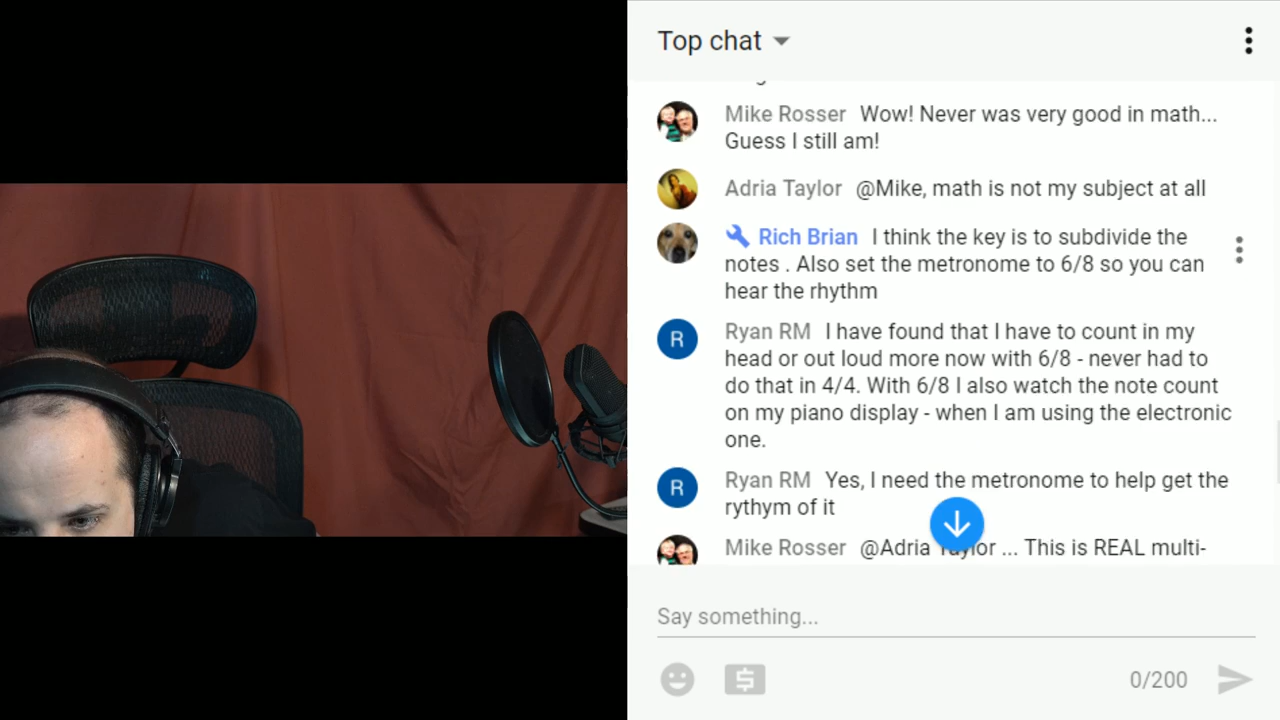 Top chat
Mike Rosser Wow! Never was very good in math...
Guess I still am!
Adria Taylor @Mike, math is not my subject at all
Rich Brian I think the key is to subdivide the
notes . Also set the metronome to 6/8 so you can
hear the rhythm
R
Ryan RM I have found that I have to count in my
head or out loud more now with 6/8 - never had to
do that in 4/4. With 6/8 I also watch the note count
on my piano display - when I am using the electronic
one.
R
Ryan RM Yes, I need the metronome to help get the
rythym of it
Mike Rosser @Adria Taylor ... This is REAL multi-
Say something...
0/200